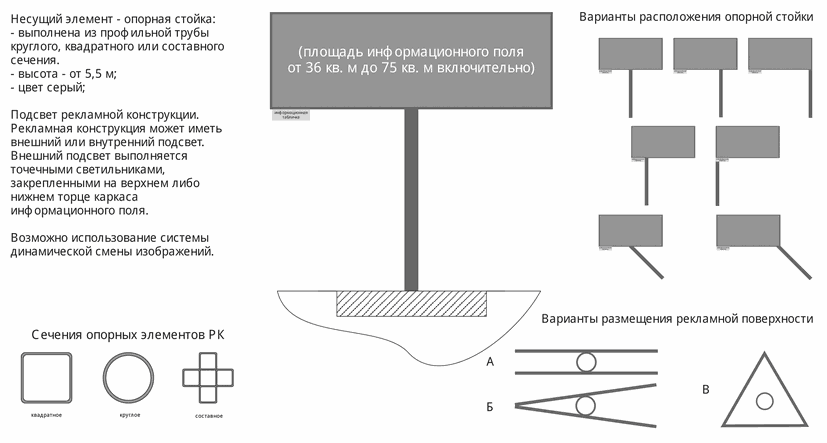 Несущий элемент - опорная стойка:
- выполнена из профильной трубы
круглого, квадратного или составного
сечения.
- высота - от 5,5 м;
- цвет серый;
Подсвет рекламной конструкции.
Рекламная конструкция может иметь
внешний или внутренний подсвет.
Внешний подсвет выполняется
точечными светильниками,
закрепленными на верхнем либо
нижнем торце каркаса
информационного поля.
Возможно использование системы
динамической смены изображений.
(площадь информационного поля
от 36 кв. м до 75 кв. м включительно)
информационная
табличка
Варианты расположения опорной стойки
Сечения опорных элементов РК
квадратное
круглое
составное
Варианты размещения рекламной поверхности
А
Б
В